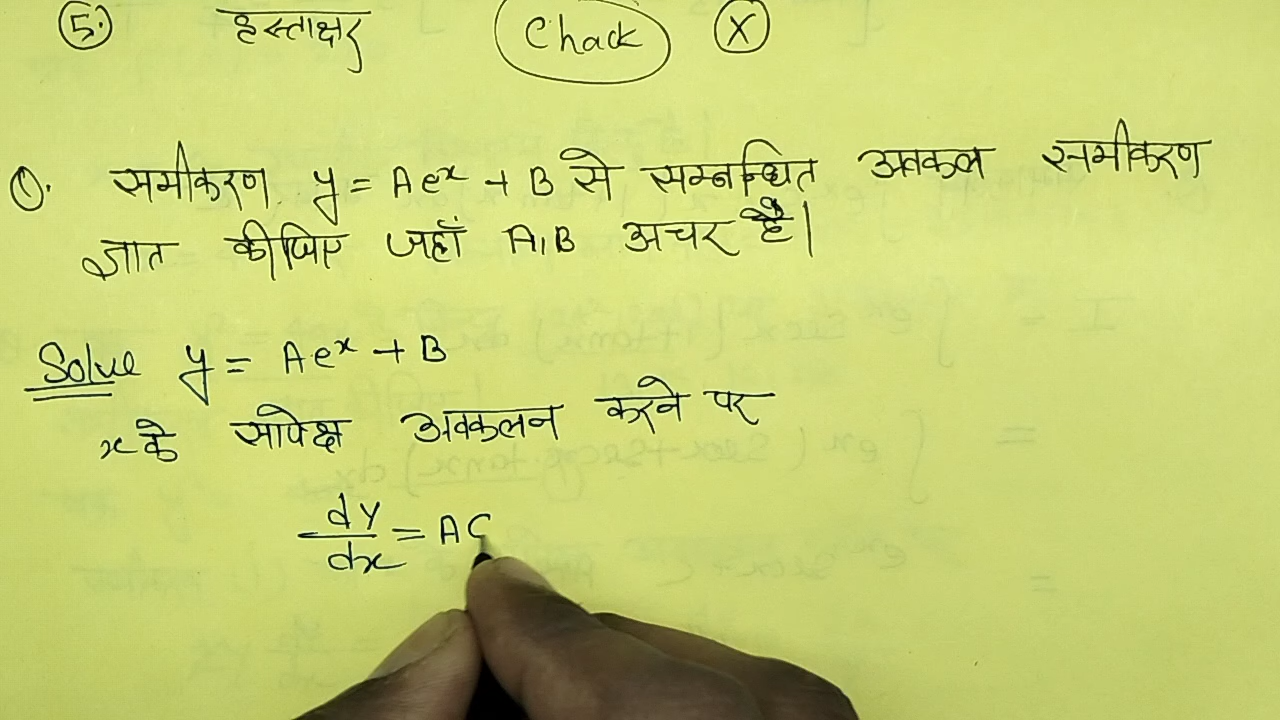 5. हस्ताक्षर Chack X
①. समीकरण y = Ae^x + B से सम्बन्धित अवकल समीकरण
ज्ञात कीजिए जहाँ A,B अचर है।
Solve y = Ae^x + B
x के सापेक्ष अवकलन करने पर
dy/dx = A